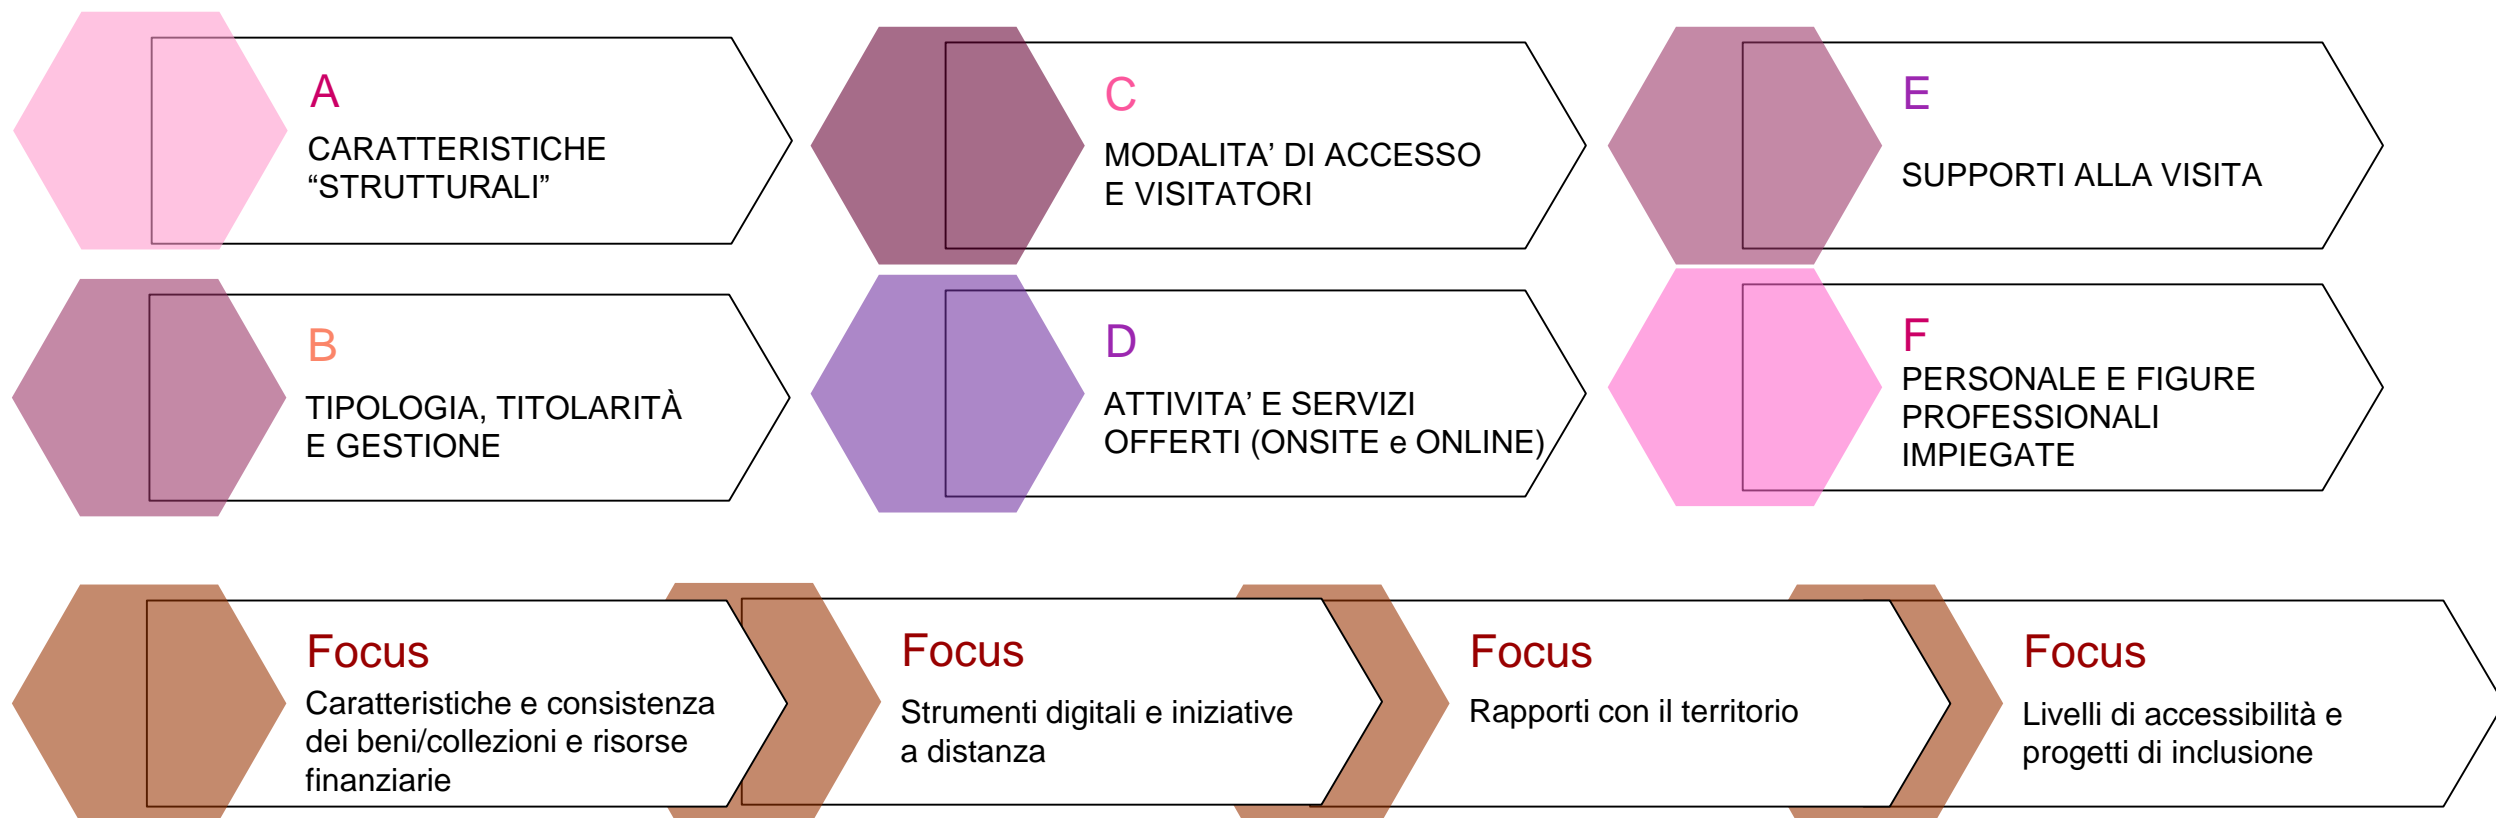 A
CARATTERISTICHE
“STRUTTURALI”
B
TIPOLOGIA, TITOLARITÀ
E GESTIONE
C
MODALITA’ DI ACCESSO
E VISITATORI
D
ATTIVITA’ E SERVIZI
OFFERTI (ONSITE e ONLINE)
E
SUPPORTI ALLA VISITA
F
PERSONALE E FIGURE
PROFESSIONALI
IMPIEGATE
Focus
Caratteristiche e consistenza
dei beni/collezioni e risorse
finanziarie
Focus
Strumenti digitali e iniziative
a distanza
Focus
Rapporti con il territorio
Focus
Livelli di accessibilità e
progetti di inclusione